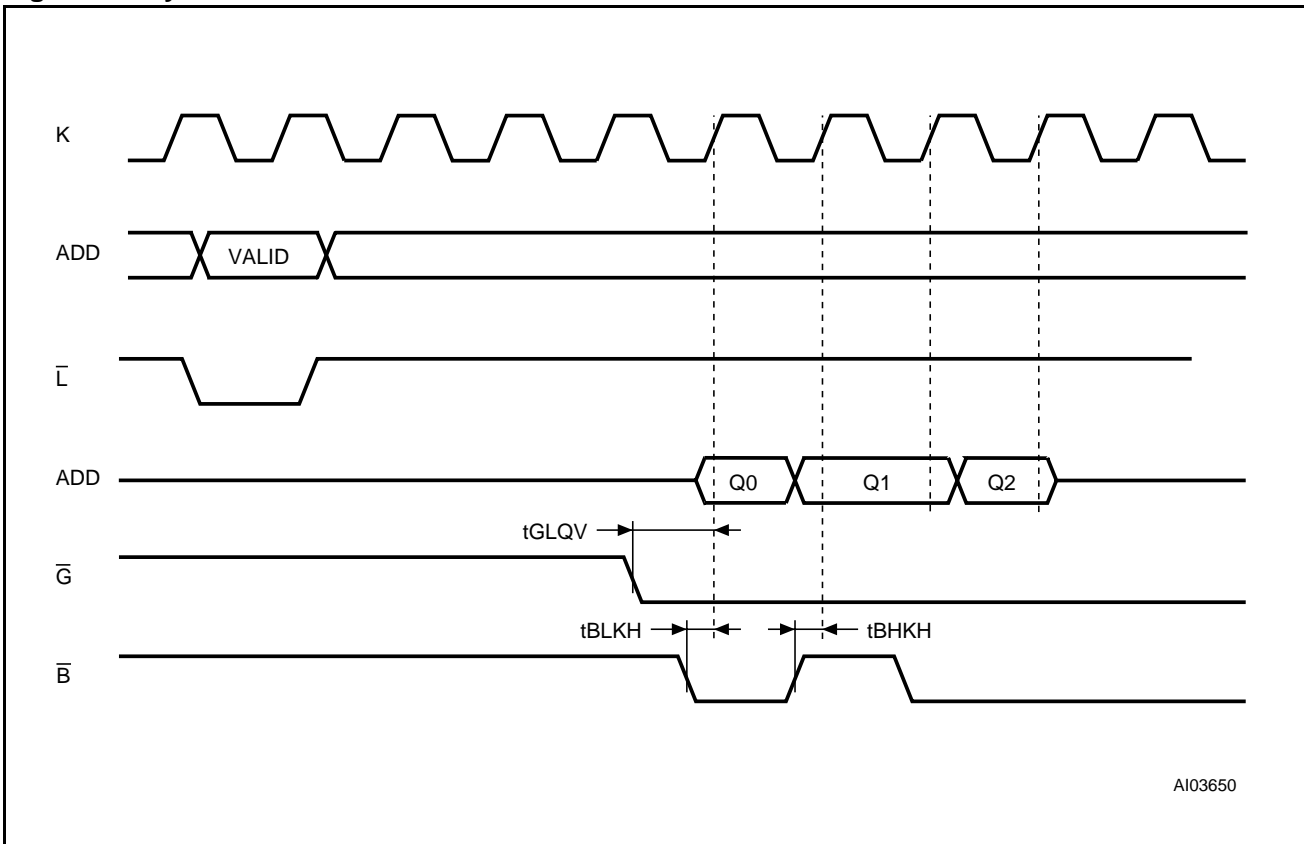 K
ADD
VALID
L̅
ADD
Q0
Q1
Q2
tGLQV
G̅
tBLKH
tBHKH
B̅
AI03650